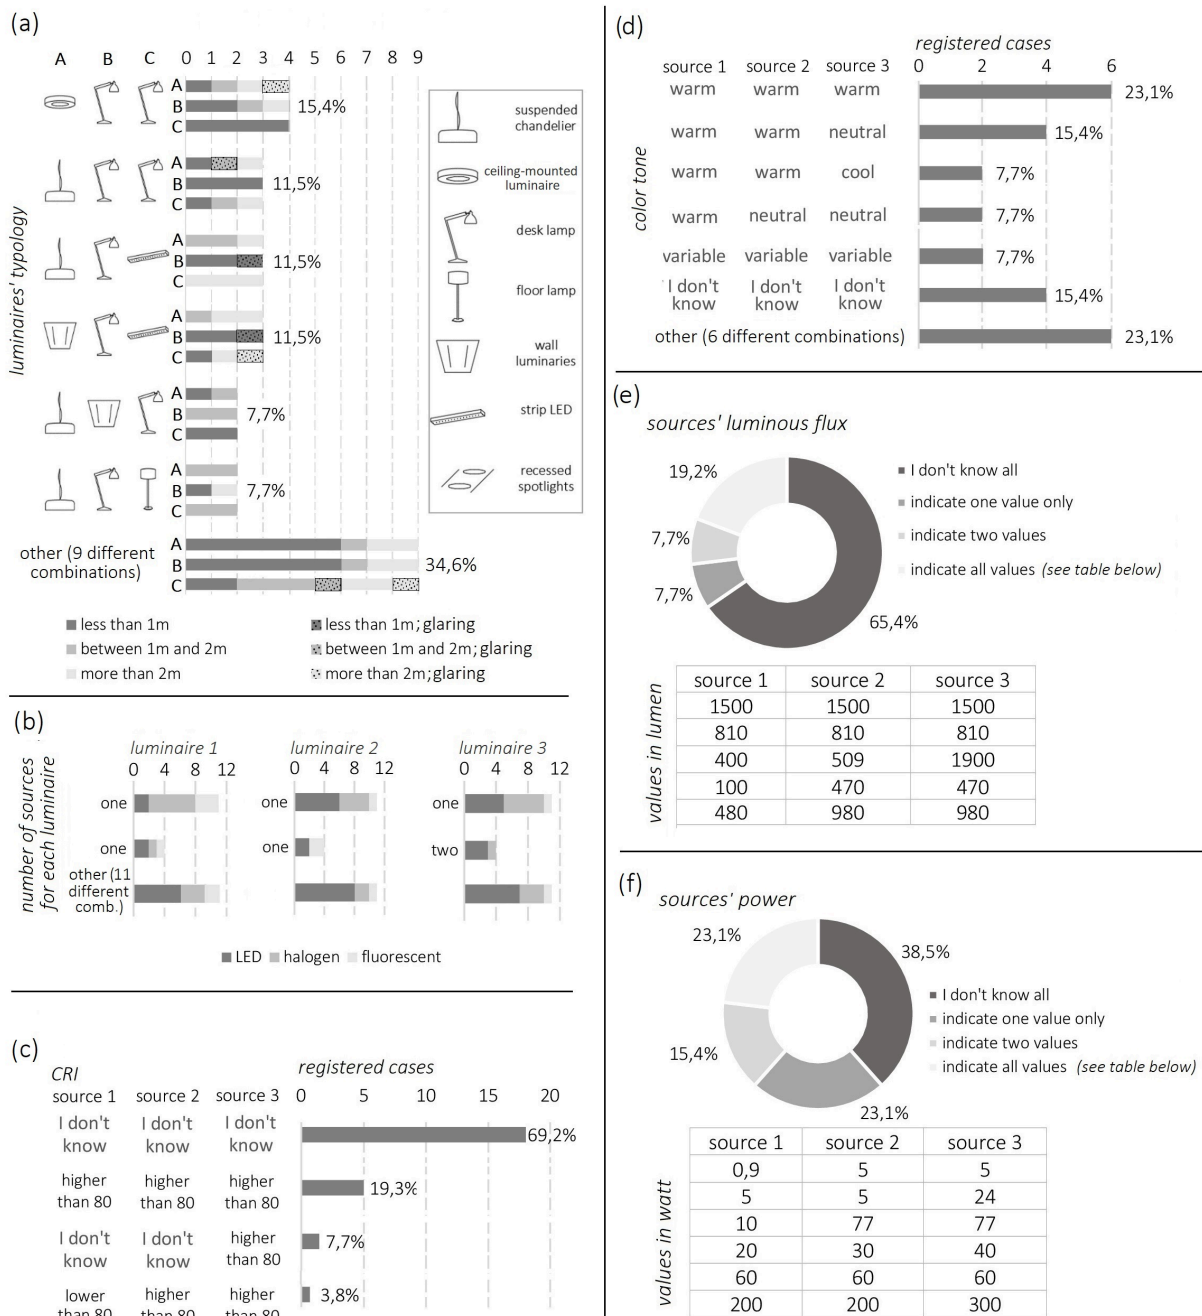 (a)
A B C 0 1 2 3 4 5 6 7 8 9
luminaires' typology
A
B 15,4%
C
A
B 11,5%
C
A
B 11,5%
C
A
B 11,5%
C
A
B 7,7%
C
A
B 7,7%
C
other (9 different
combinations)
A
B 34,6%
C
suspended
chandelier
ceiling-mounted
luminaire
desk lamp
floor lamp
wall
luminaries
strip LED
recessed
spotlights
less than 1m
between 1m and 2m
more than 2m
less than 1m; glaring
between 1m and 2m; glaring
more than 2m; glaring
(b)
number of sources
for each luminaire
luminaire 1 luminaire 2 luminaire 3
0 4 8 12 0 4 8 12 0 4 8 12
one one one
one one two
other (11
different
comb.)
LED halogen fluorescent
(c)
CRI
registered cases
source 1 source 2 source 3 0 5 10 15 20
I don't I don't I don't
know know know
69,2%
higher higher higher
than 80 than 80 than 80
19,3%
I don't I don't higher
know know than 80
7,7%
lower higher higher
than 80 than 80 than 80
3,8%
(d)
registered cases
source 1 source 2 source 3 0 2 4 6
color tone
warm warm warm 23,1%
warm warm neutral 15,4%
warm warm cool 7,7%
warm neutral neutral 7,7%
variable variable variable 7,7%
I don't I don't I don't
know know know
15,4%
other (6 different combinations) 23,1%
(e)
sources' luminous flux
19,2%
7,7%
7,7%
65,4%
I don't know all
indicate one value only
indicate two values
indicate all values (see table below)
values in lumen
source 1 source 2 source 3
1500 1500 1500
810 810 810
400 509 1900
100 470 470
480 980 980
(f)
sources' power
23,1%
38,5%
15,4%
23,1%
I don't know all
indicate one value only
indicate two values
indicate all values (see table below)
values in watt
source 1 source 2 source 3
0,9 5 5
5 5 24
10 77 77
20 30 40
60 60 60
200 200 300